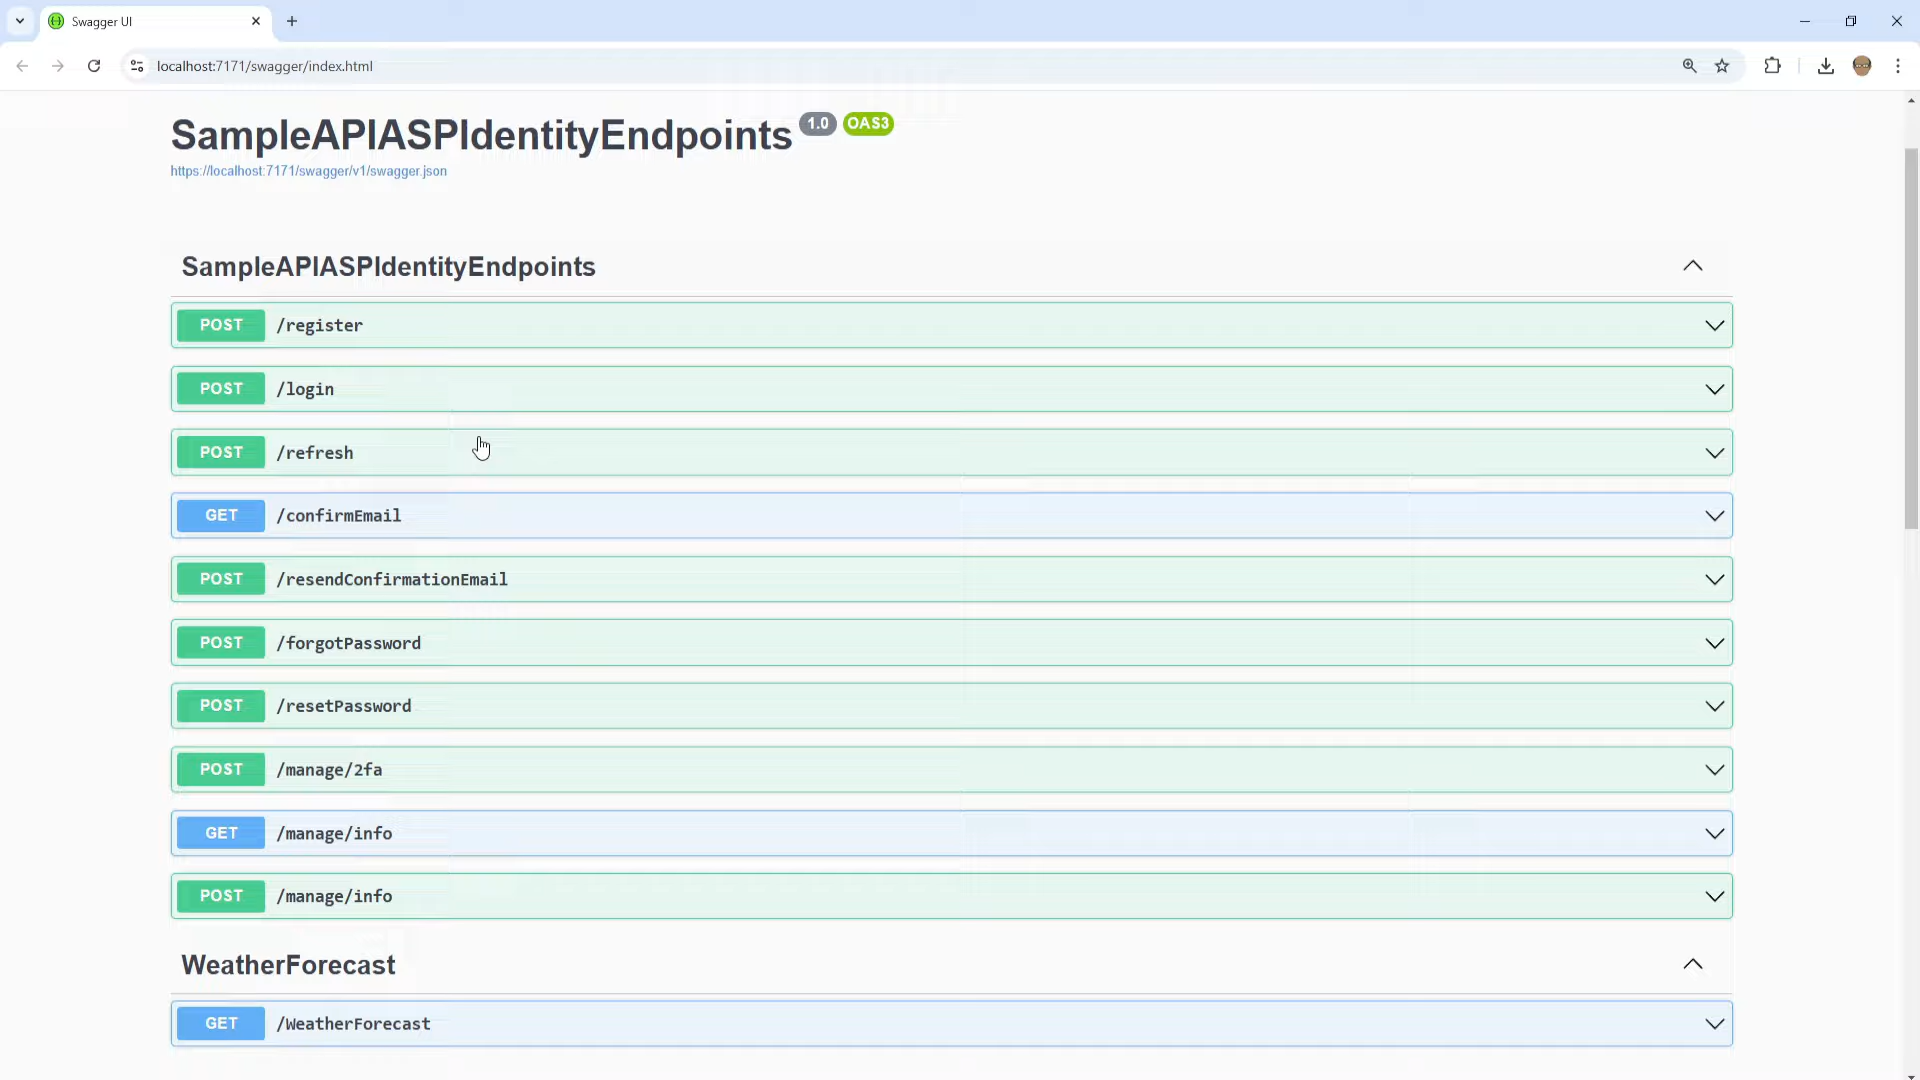 Swagger UI
localhost:7171/swagger/index.html
SampleAPIASPIdentityEndpoints 1.0 OAS3
https://localhost:7171/swagger/v1/swagger.json
SampleAPIASPIdentityEndpoints
POST /register
POST /login
POST /refresh
GET /confirmEmail
POST /resendConfirmationEmail
POST /forgotPassword
POST /resetPassword
POST /manage/2fa
GET /manage/info
POST /manage/info
WeatherForecast
GET /WeatherForecast